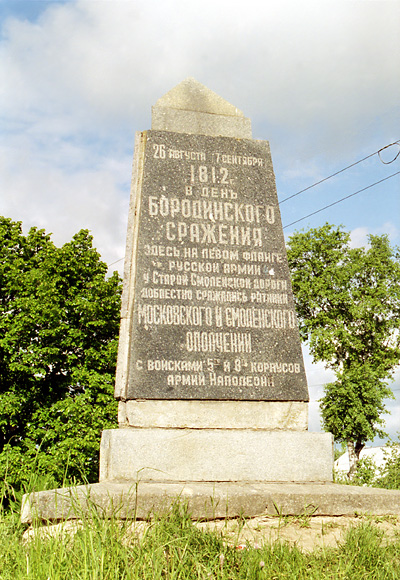 26 августа 7 сентября
1812 г.
в день
Бородинского
сражения
здесь на левом фланге
русской армии
у Старой Смоленской дороги
доблестно сражались ратники
Московского и Смоленского
ополчений
с войсками 5го и 8го корпусов
армии Наполеона